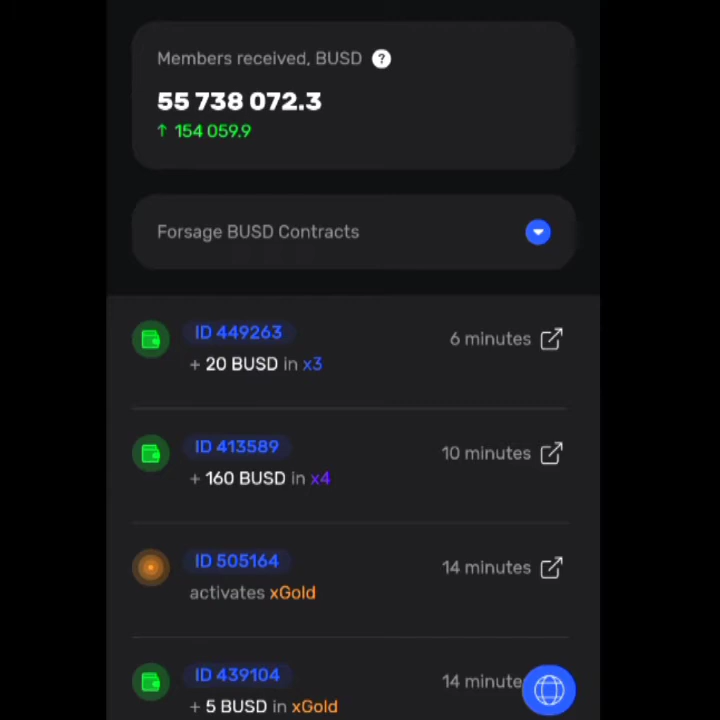 Members received, BUSD ?
55 738 072.3
↑ 154 059.9
Forsage BUSD Contracts
ID 449263
6 minutes
+ 20 BUSD in x3
ID 413589
10 minutes
+ 160 BUSD in x4
ID 505164
14 minutes
activates xGold
ID 439104
14 minute
+ 5 BUSD in xGold